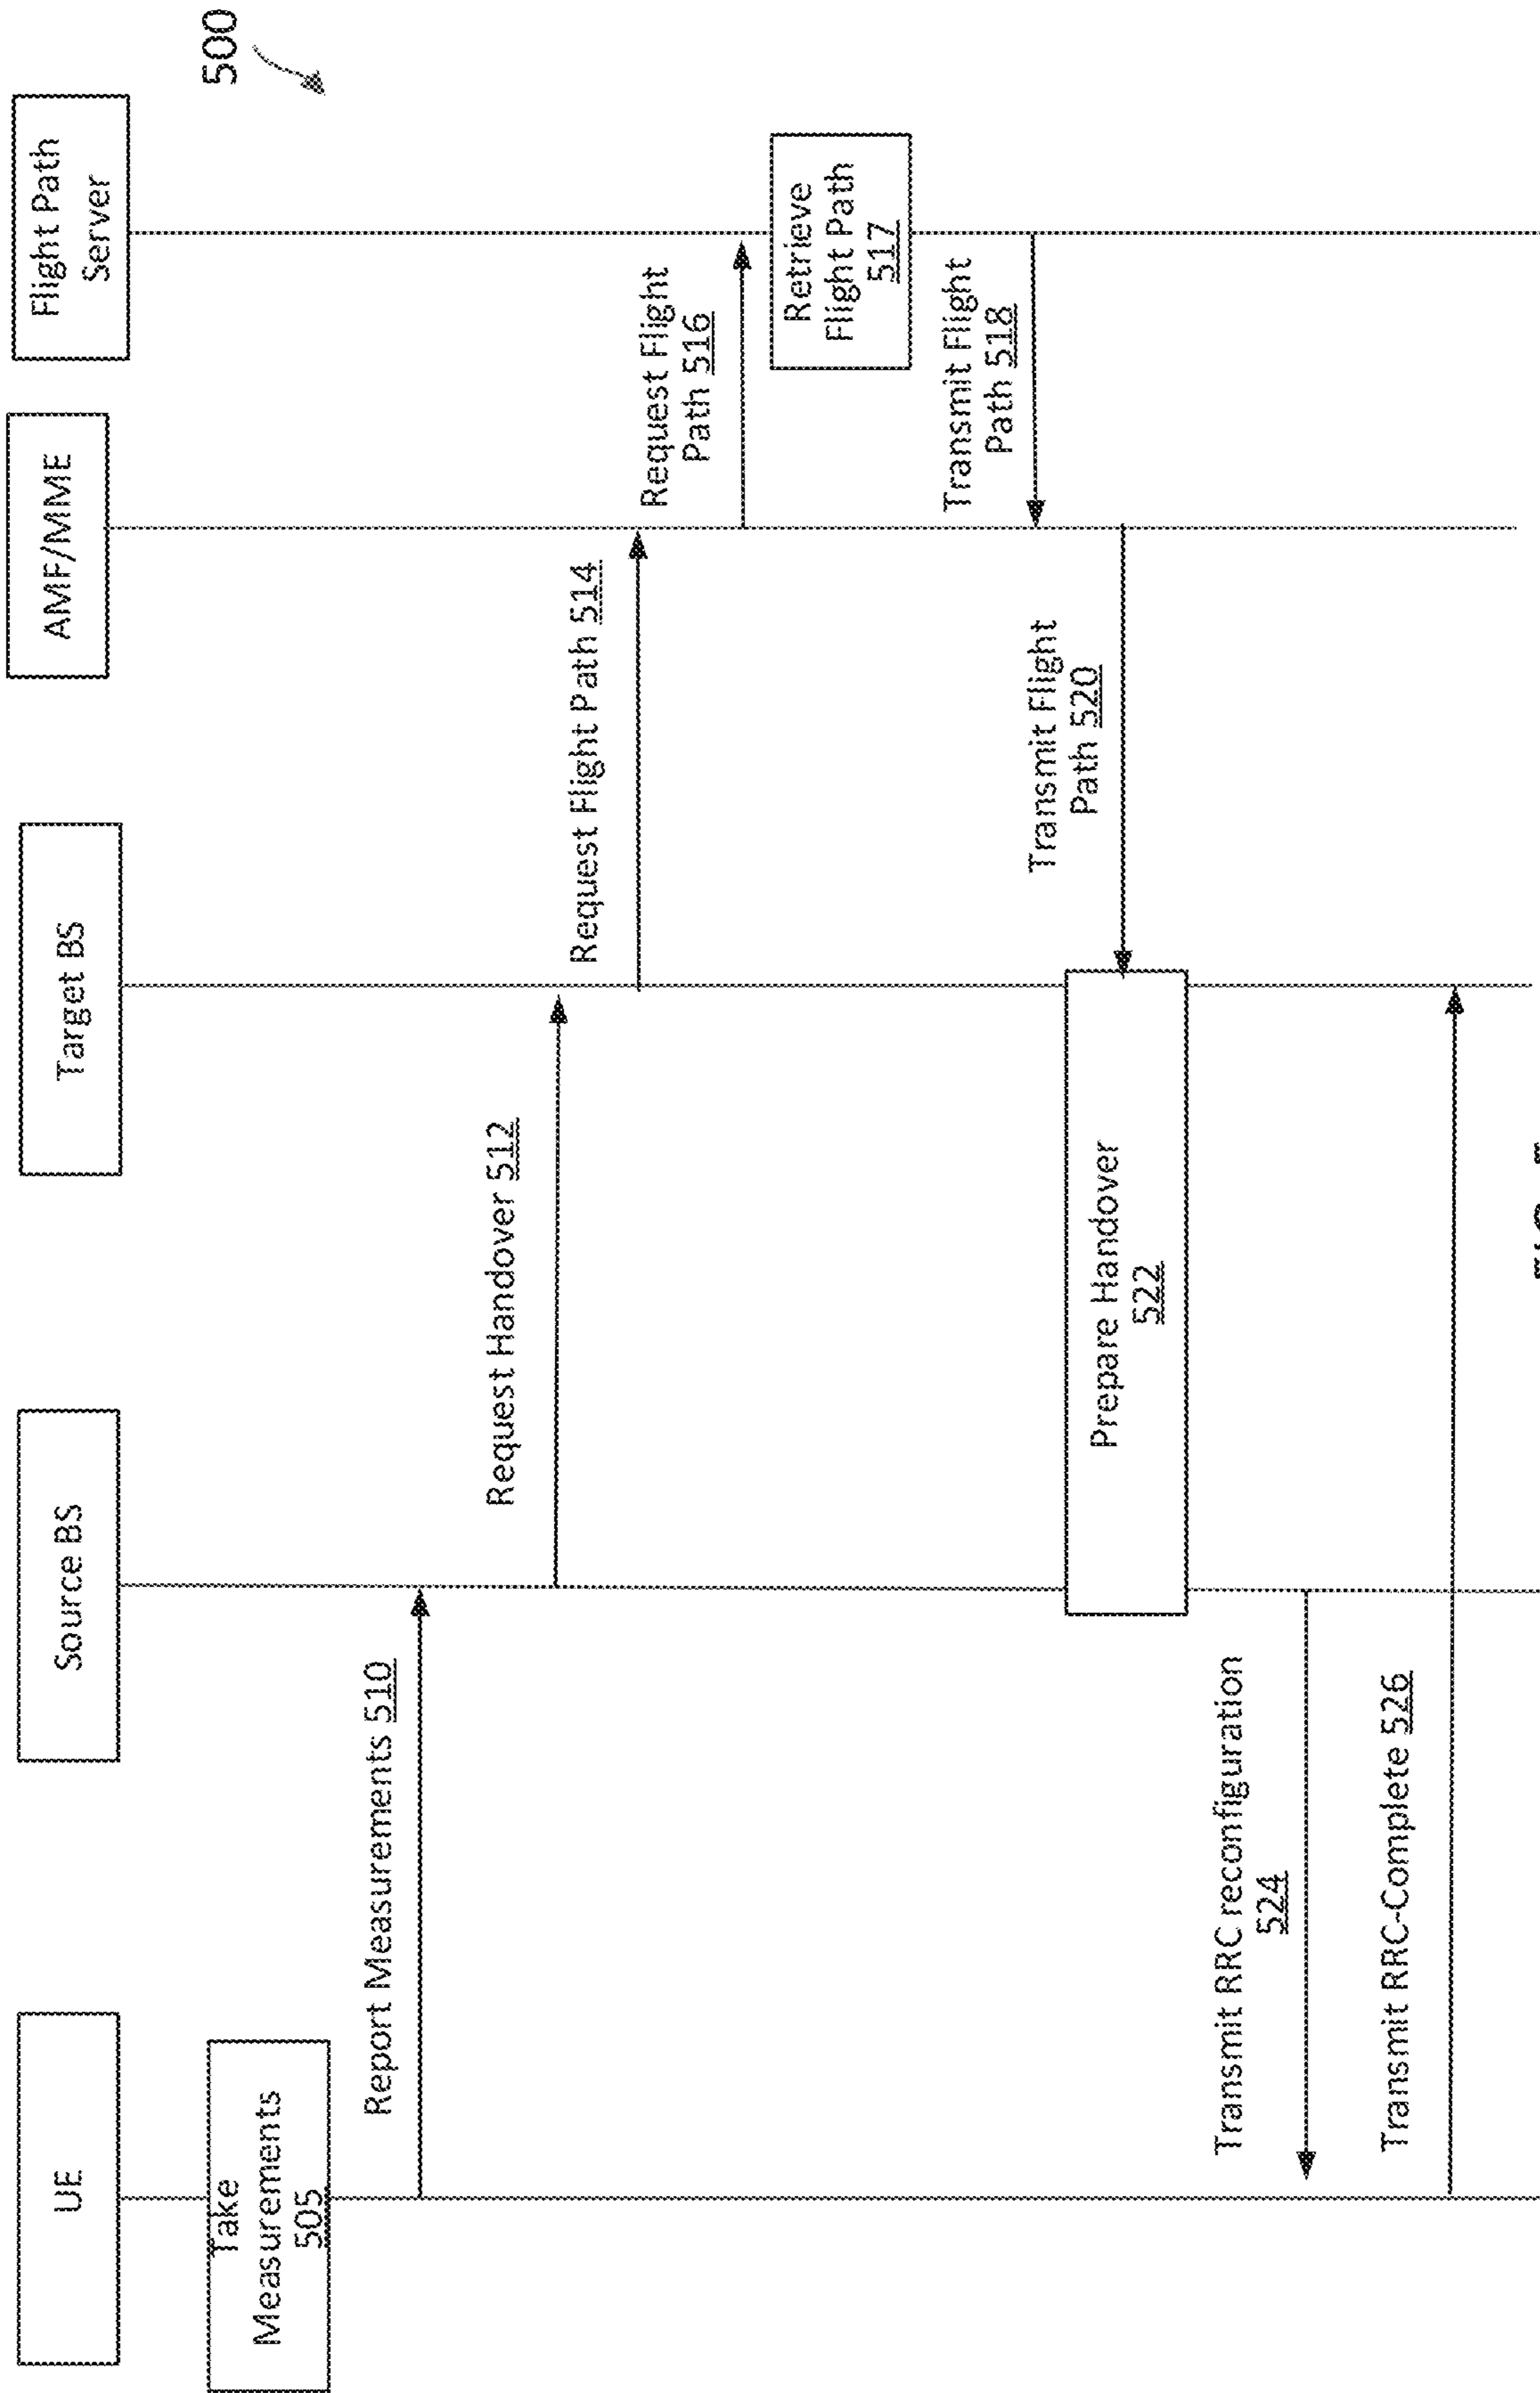 500
UE
Source BS
Target BS
AMF/MME
Flight Path
Server
Take
Measurements
505
Report Measurements 510
Request Handover 512
Request Flight Path 514
Request Flight
Path 516
Retrieve
Flight Path
517
Transmit Flight
Path 518
Transmit Flight
Path 520
Prepare Handover
522
Transmit RRC reconfiguration
524
Transmit RRC-Complete 526